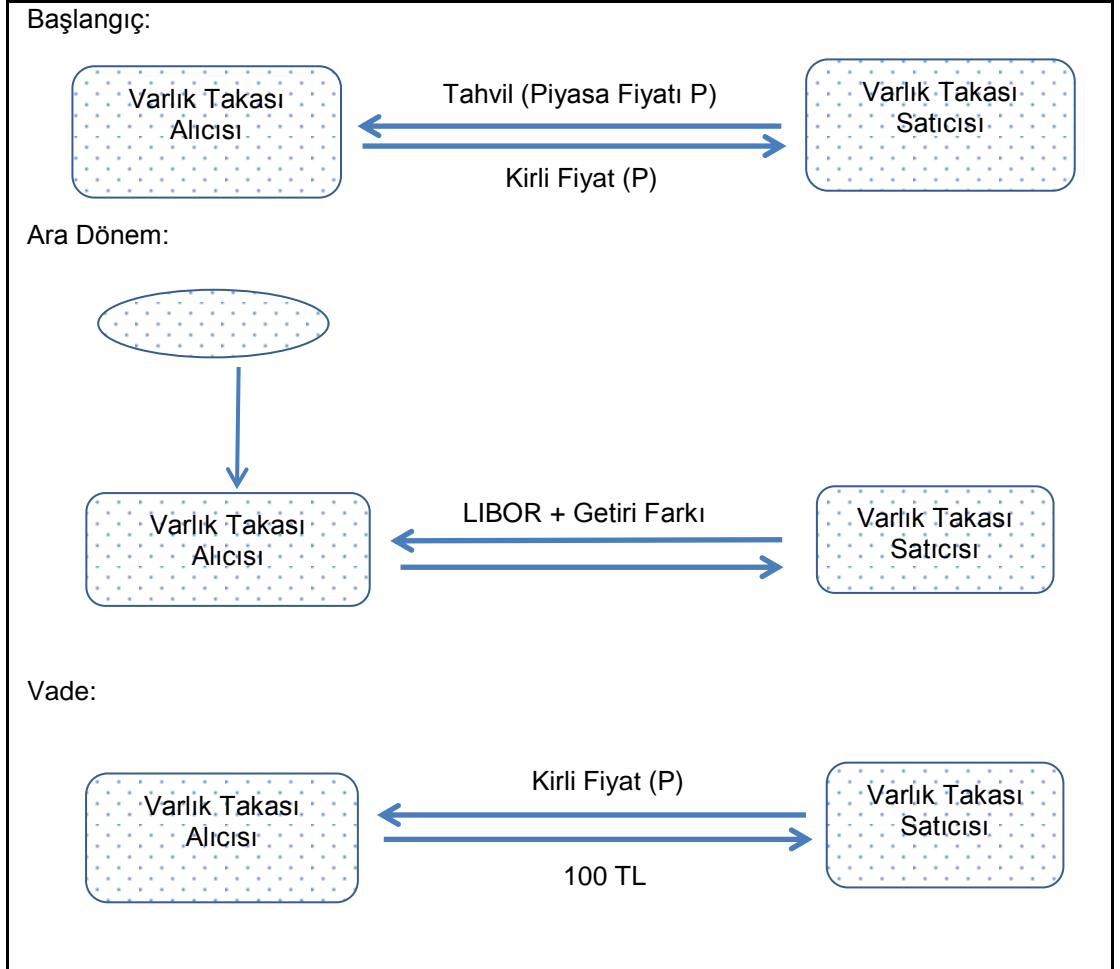 Başlangıç:
Varlık Takası
Alıcısı
Tahvil (Piyasa Fiyatı P)
Kirli Fiyat (P)
Varlık Takası
Satıcısı
Ara Dönem:
Varlık Takası
Alıcısı
LIBOR + Getiri Farkı
Varlık Takası
Satıcısı
Vade:
Varlık Takası
Alıcısı
Kirli Fiyat (P)
100 TL
Varlık Takası
Satıcısı